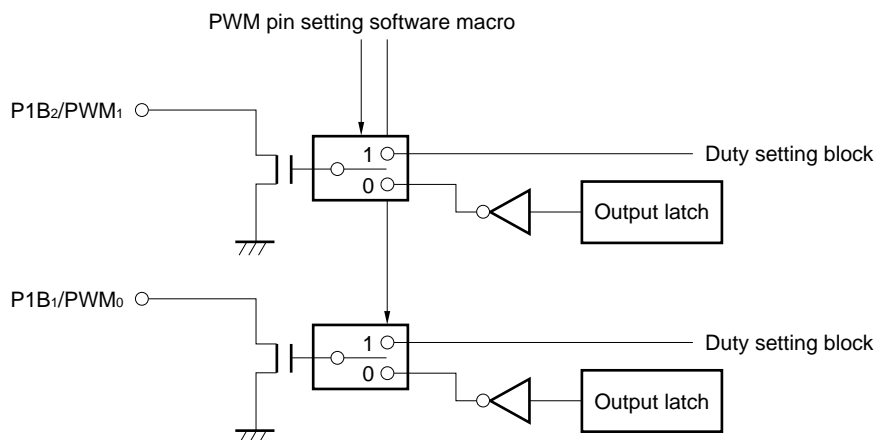 PWM pin setting software macro
P1B₂/PWM₁
1
0
Duty setting block
Output latch
P1B₁/PWM₀
1
0
Duty setting block
Output latch